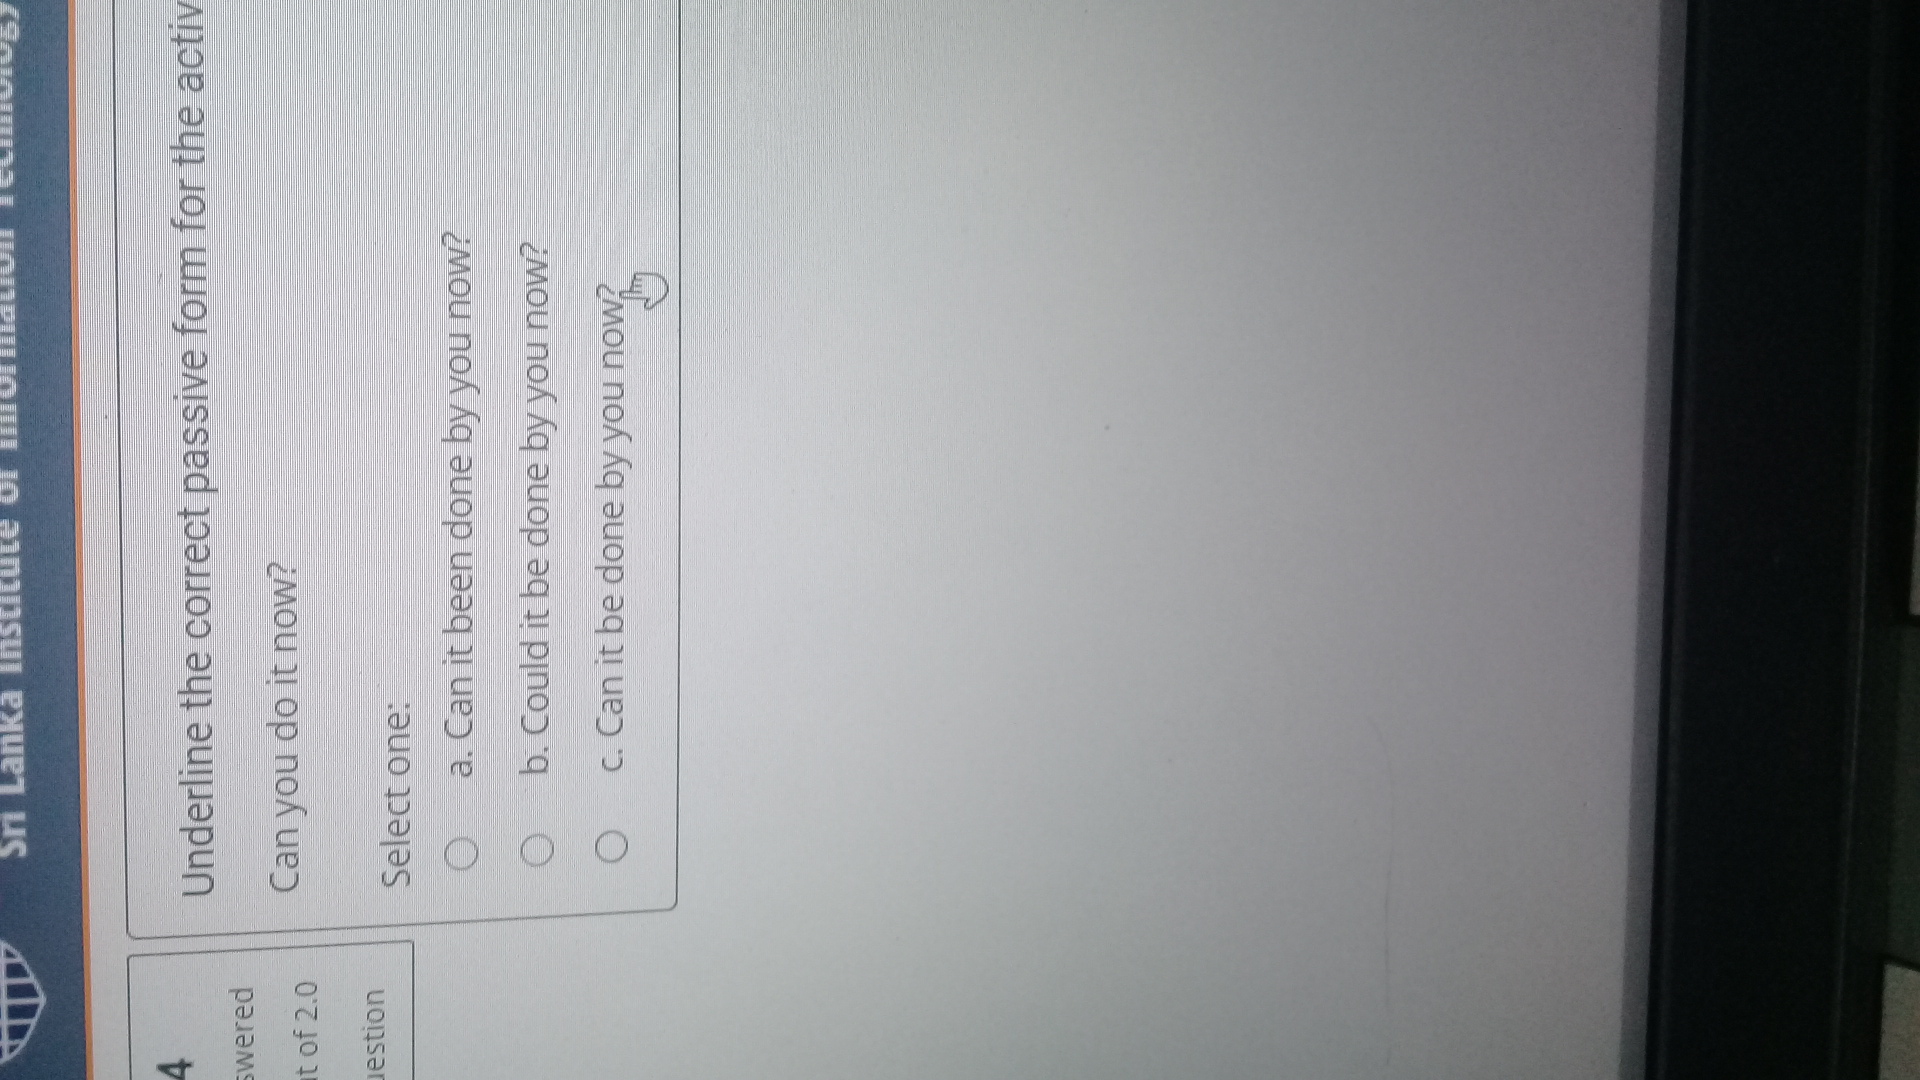 Sri Lanka Institute of Information Technology
4
swered
t of 2.0
uestion
Underline the correct passive form for the activ
Can you do it now?
Select one:
a. Can it been done by you now?
b. Could it be done by you now?
c. Can it be done by you now?